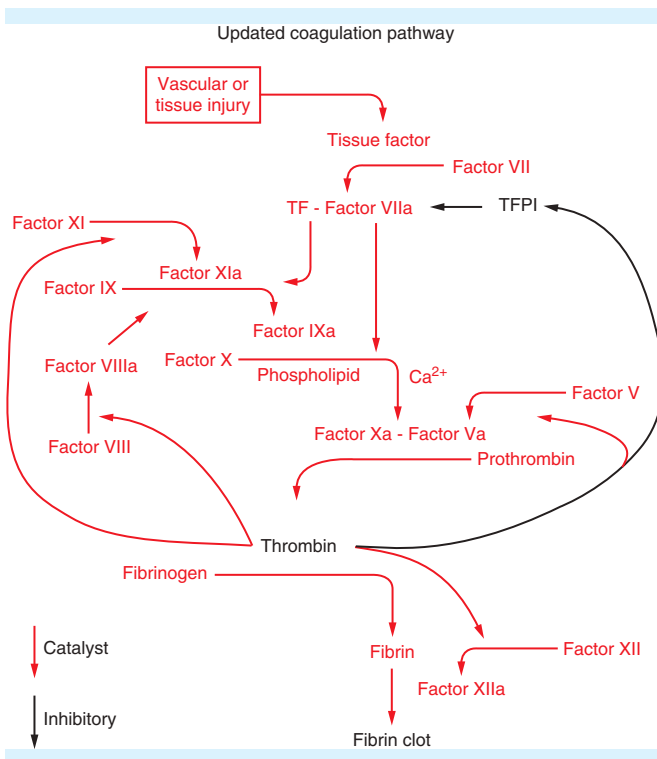 Updated coagulation pathway
Vascular or
tissue injury
Tissue factor
Factor VII
TF - Factor VIIa
TFPI
Factor XI
Factor XIa
Factor IX
Factor IXa
Factor VIIIa
Factor X
Phospholipid
Ca²⁺
Factor V
Factor VIII
Factor Xa - Factor Va
Prothrombin
Thrombin
Fibrinogen
Catalyst
Fibrin
Factor XII
Factor XIIa
Inhibitory
Fibrin clot